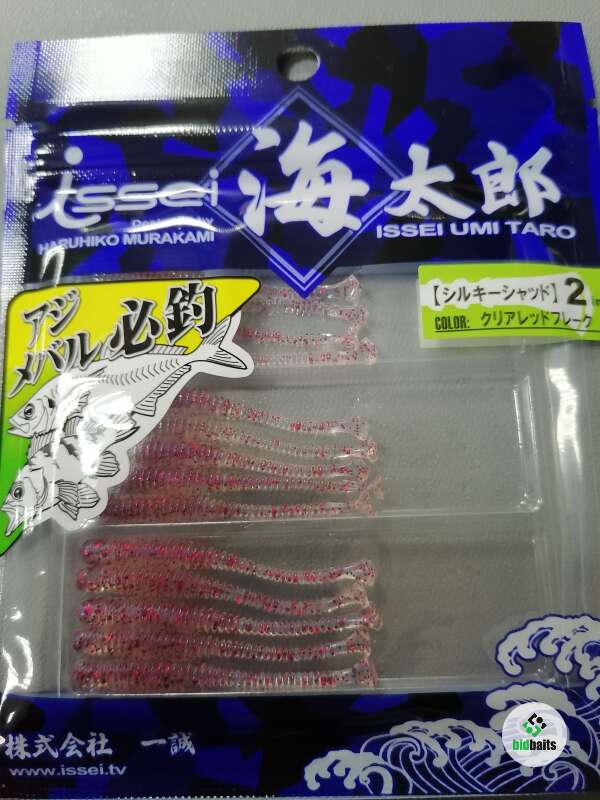 issei
海太郎
HARUHIKO MURAKAMI
ISSEI UMI TARO
アジ
メバル
必釣
【シルキーシャッド】2
COLOR: クリアレッドフレーク
株式会社 一誠
www.issei.tv
bidbaits